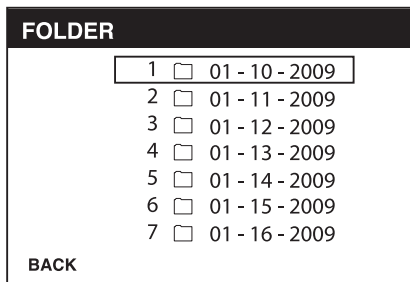 FOLDER
1 01 - 10 - 2009
2 01 - 11 - 2009
3 01 - 12 - 2009
4 01 - 13 - 2009
5 01 - 14 - 2009
6 01 - 15 - 2009
7 01 - 16 - 2009
BACK